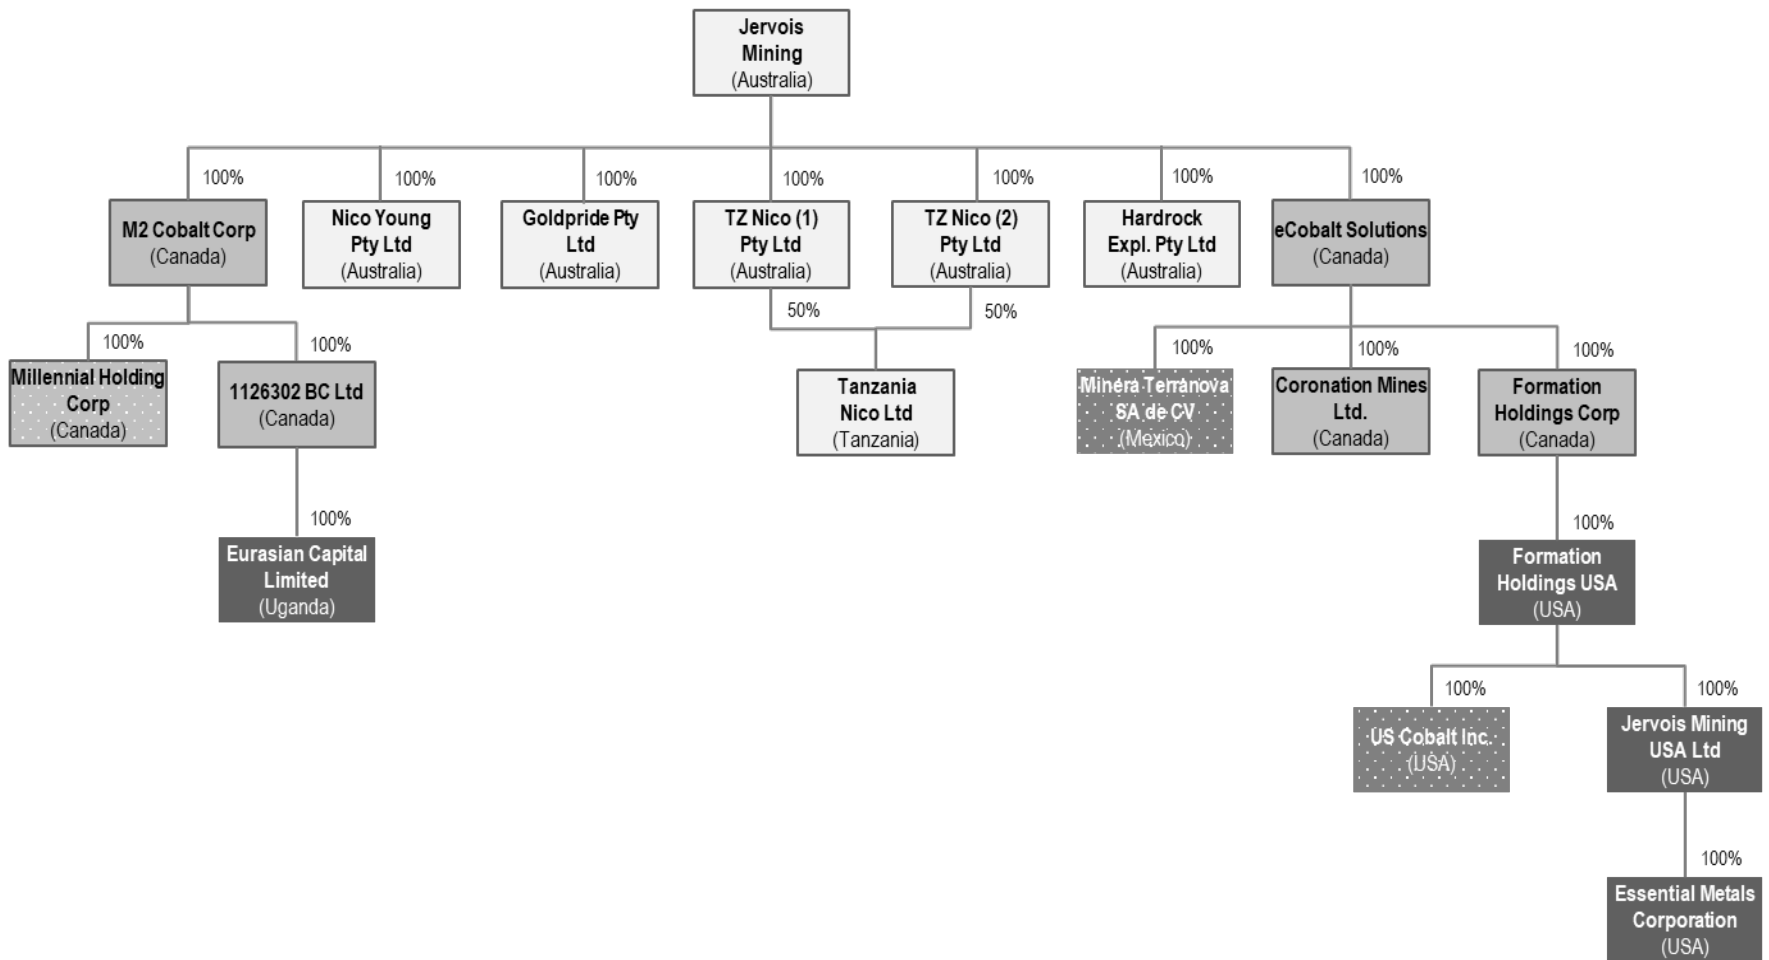 Jervois
Mining
(Australia)
100%
100%
100%
100%
100%
100%
100%
M2 Cobalt Corp
(Canada)
Nico Young
Pty Ltd
(Australia)
Goldpride Pty
Ltd
(Australia)
TZ Nico (1)
Pty Ltd
(Australia)
TZ Nico (2)
Pty Ltd
(Australia)
Hardrock
Expl. Pty Ltd
(Australia)
eCobalt Solutions
(Canada)
50%
50%
100%
100%
100%
100%
100%
Millennial Holding
Corp
(Canada)
1126302 BC Ltd
(Canada)
Tanzania
Nico Ltd
(Tanzania)
Minera Terranova
SA de CV
(Mexico)
Coronation Mines
Ltd.
(Canada)
Formation
Holdings Corp
(Canada)
100%
100%
Eurasian Capital
Limited
(Uganda)
Formation
Holdings USA
(USA)
100%
100%
US Cobalt Inc.
(USA)
Jervois Mining
USA Ltd
(USA)
100%
Essential Metals
Corporation
(USA)